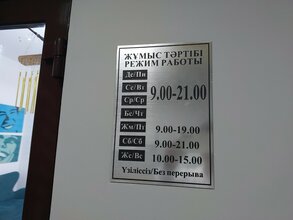 ЖҰМЫС ТӘРТІБІ
РЕЖИМ РАБОТЫ
Дс/Пн
Сс/Вт
9.00-21.00
Ср/Ср
Бс/Чт
Жм/Пт 9.00-19.00
Сб/Сб 9.00-21.00
Жс/Вс 10.00-15.00
Үзіліссіз/Без перерыва